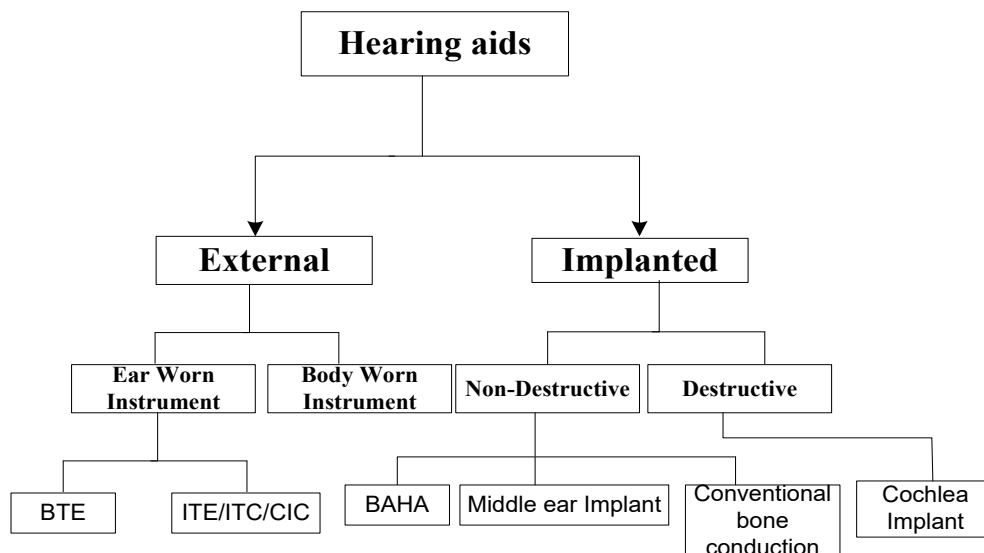 Hearing aids
External
Implanted
Ear Worn
Instrument
Body Worn
Instrument
Non-Destructive
Destructive
BTE
ITE/ITC/CIC
BAHA
Middle ear Implant
Conventional
bone
conduction
Cochlea
Implant